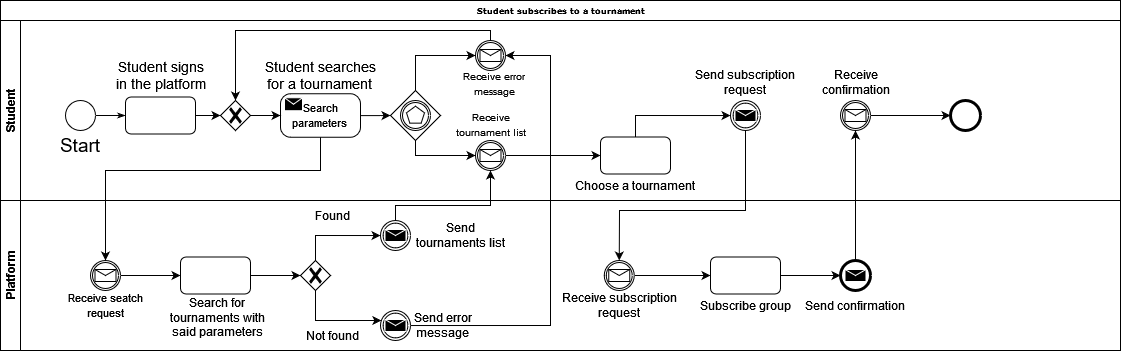 Student subscribes to a tournament
Student
Start
Student signs
in the platform
Student searches
for a tournament
Search
parameters
Receive error
message
Receive
tournament list
Choose a tournament
Send subscription
request
Receive
confirmation
Platform
Receive seatch
request
Search for
tournaments with
said parameters
Found
Not found
Send
tournaments list
Send error
message
Receive subscription
request
Subscribe group
Send confirmation